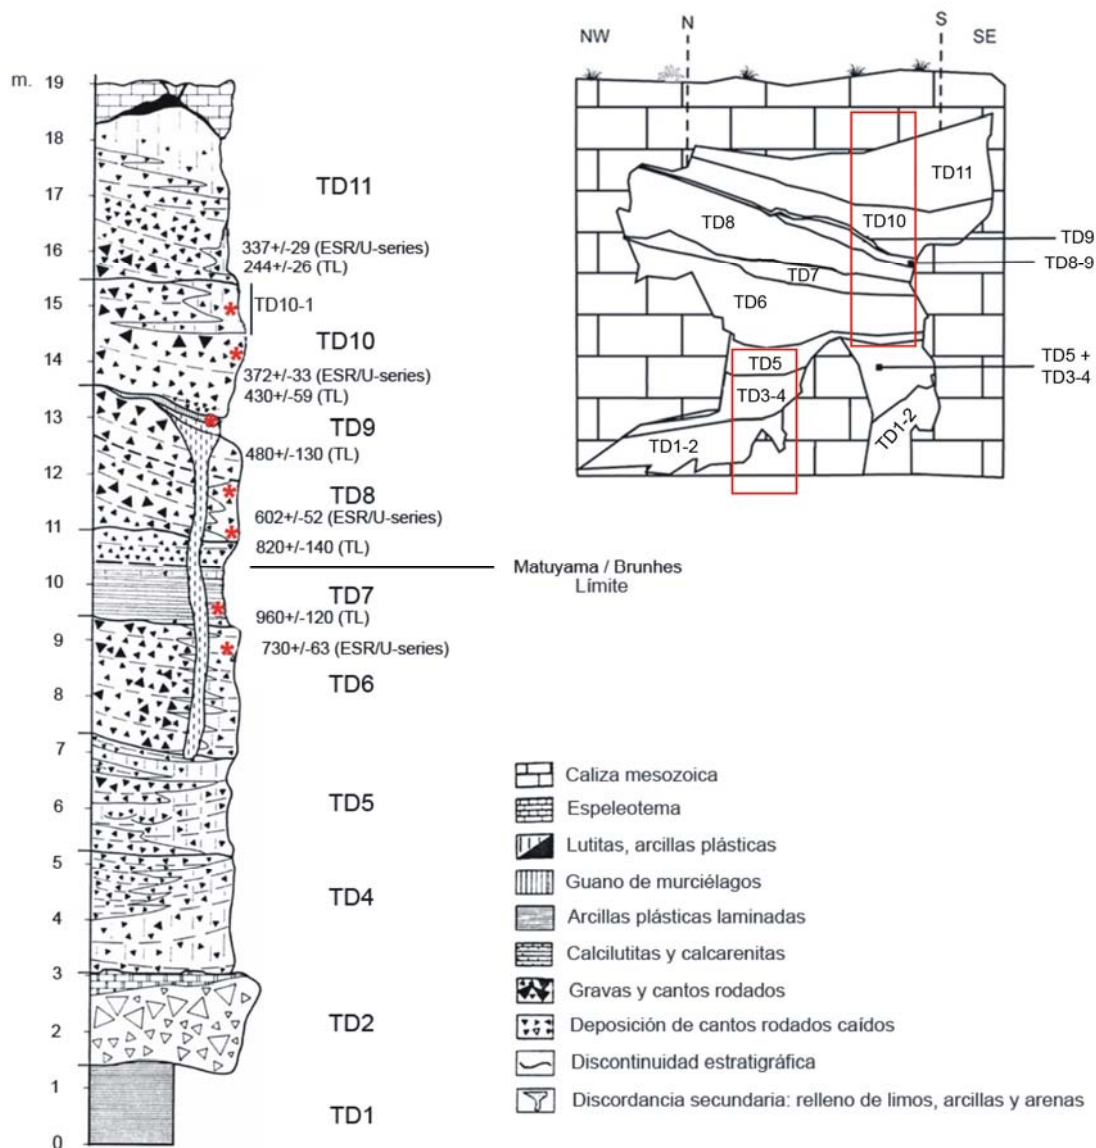 m.
19
18
17
16
15
14
13
12
11
10
9
8
7
6
5
4
3
2
1
0
TD11
337+/-29 (ESR/U-series)
244+/-26 (TL)
TD10-1
TD10
372+/-33 (ESR/U-series)
430+/-59 (TL)
TD9
480+/-130 (TL)
TD8
602+/-52 (ESR/U-series)
820+/-140 (TL)
Matuyama / Brunhes
Límite
TD7
960+/-120 (TL)
730+/-63 (ESR/U-series)
TD6
TD5
TD4
TD2
TD1
NW
N
S
SE
TD11
TD10
TD8
TD9
TD8-9
TD7
TD6
TD5
TD5 +
TD3-4
TD3-4
TD1-2
TD1-2
Caliza mesozoica
Espeleotema
Lutitas, arcillas plásticas
Guano de murciélagos
Arcillas plásticas laminadas
Calcilutitas y calcarenitas
Gravas y cantos rodados
Deposición de cantos rodados caídos
Discontinuidad estratigráfica
Discordancia secundaria: relleno de limos, arcillas y arenas